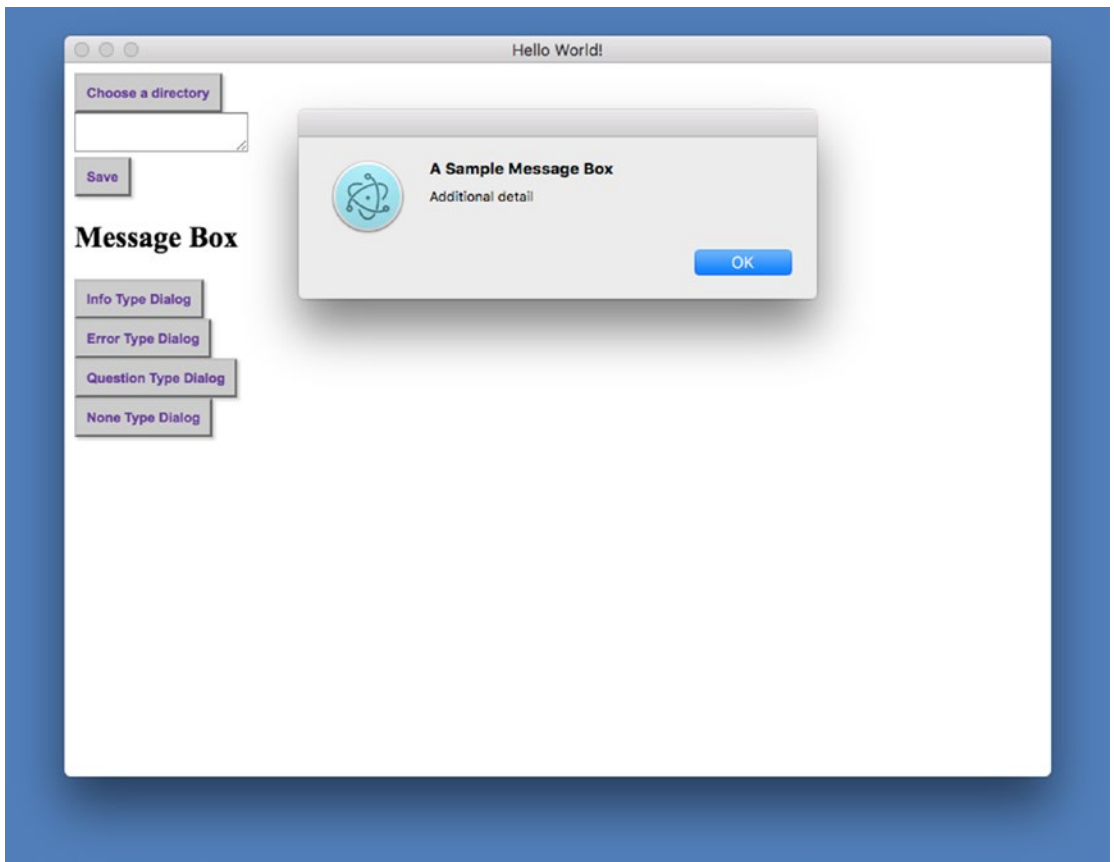 Hello World!
Choose a directory
Save
Message Box
Info Type Dialog
Error Type Dialog
Question Type Dialog
None Type Dialog
A Sample Message Box
Additional detail
OK